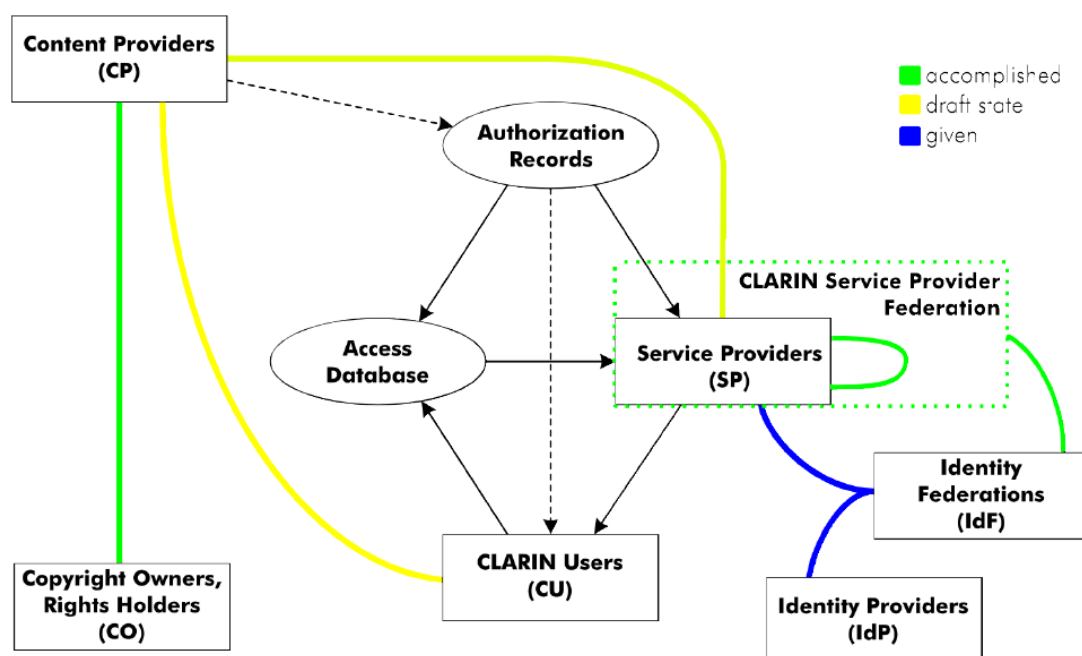 Content Providers
(CP)
accomplished
draft state
given
Authorization
Records
CLARIN Service Provider
Federation
Access
Database
Service Providers
(SP)
Identity
Federations
(IdF)
CLARIN Users
(CU)
Copyright Owners,
Rights Holders
(CO)
Identity Providers
(IdP)